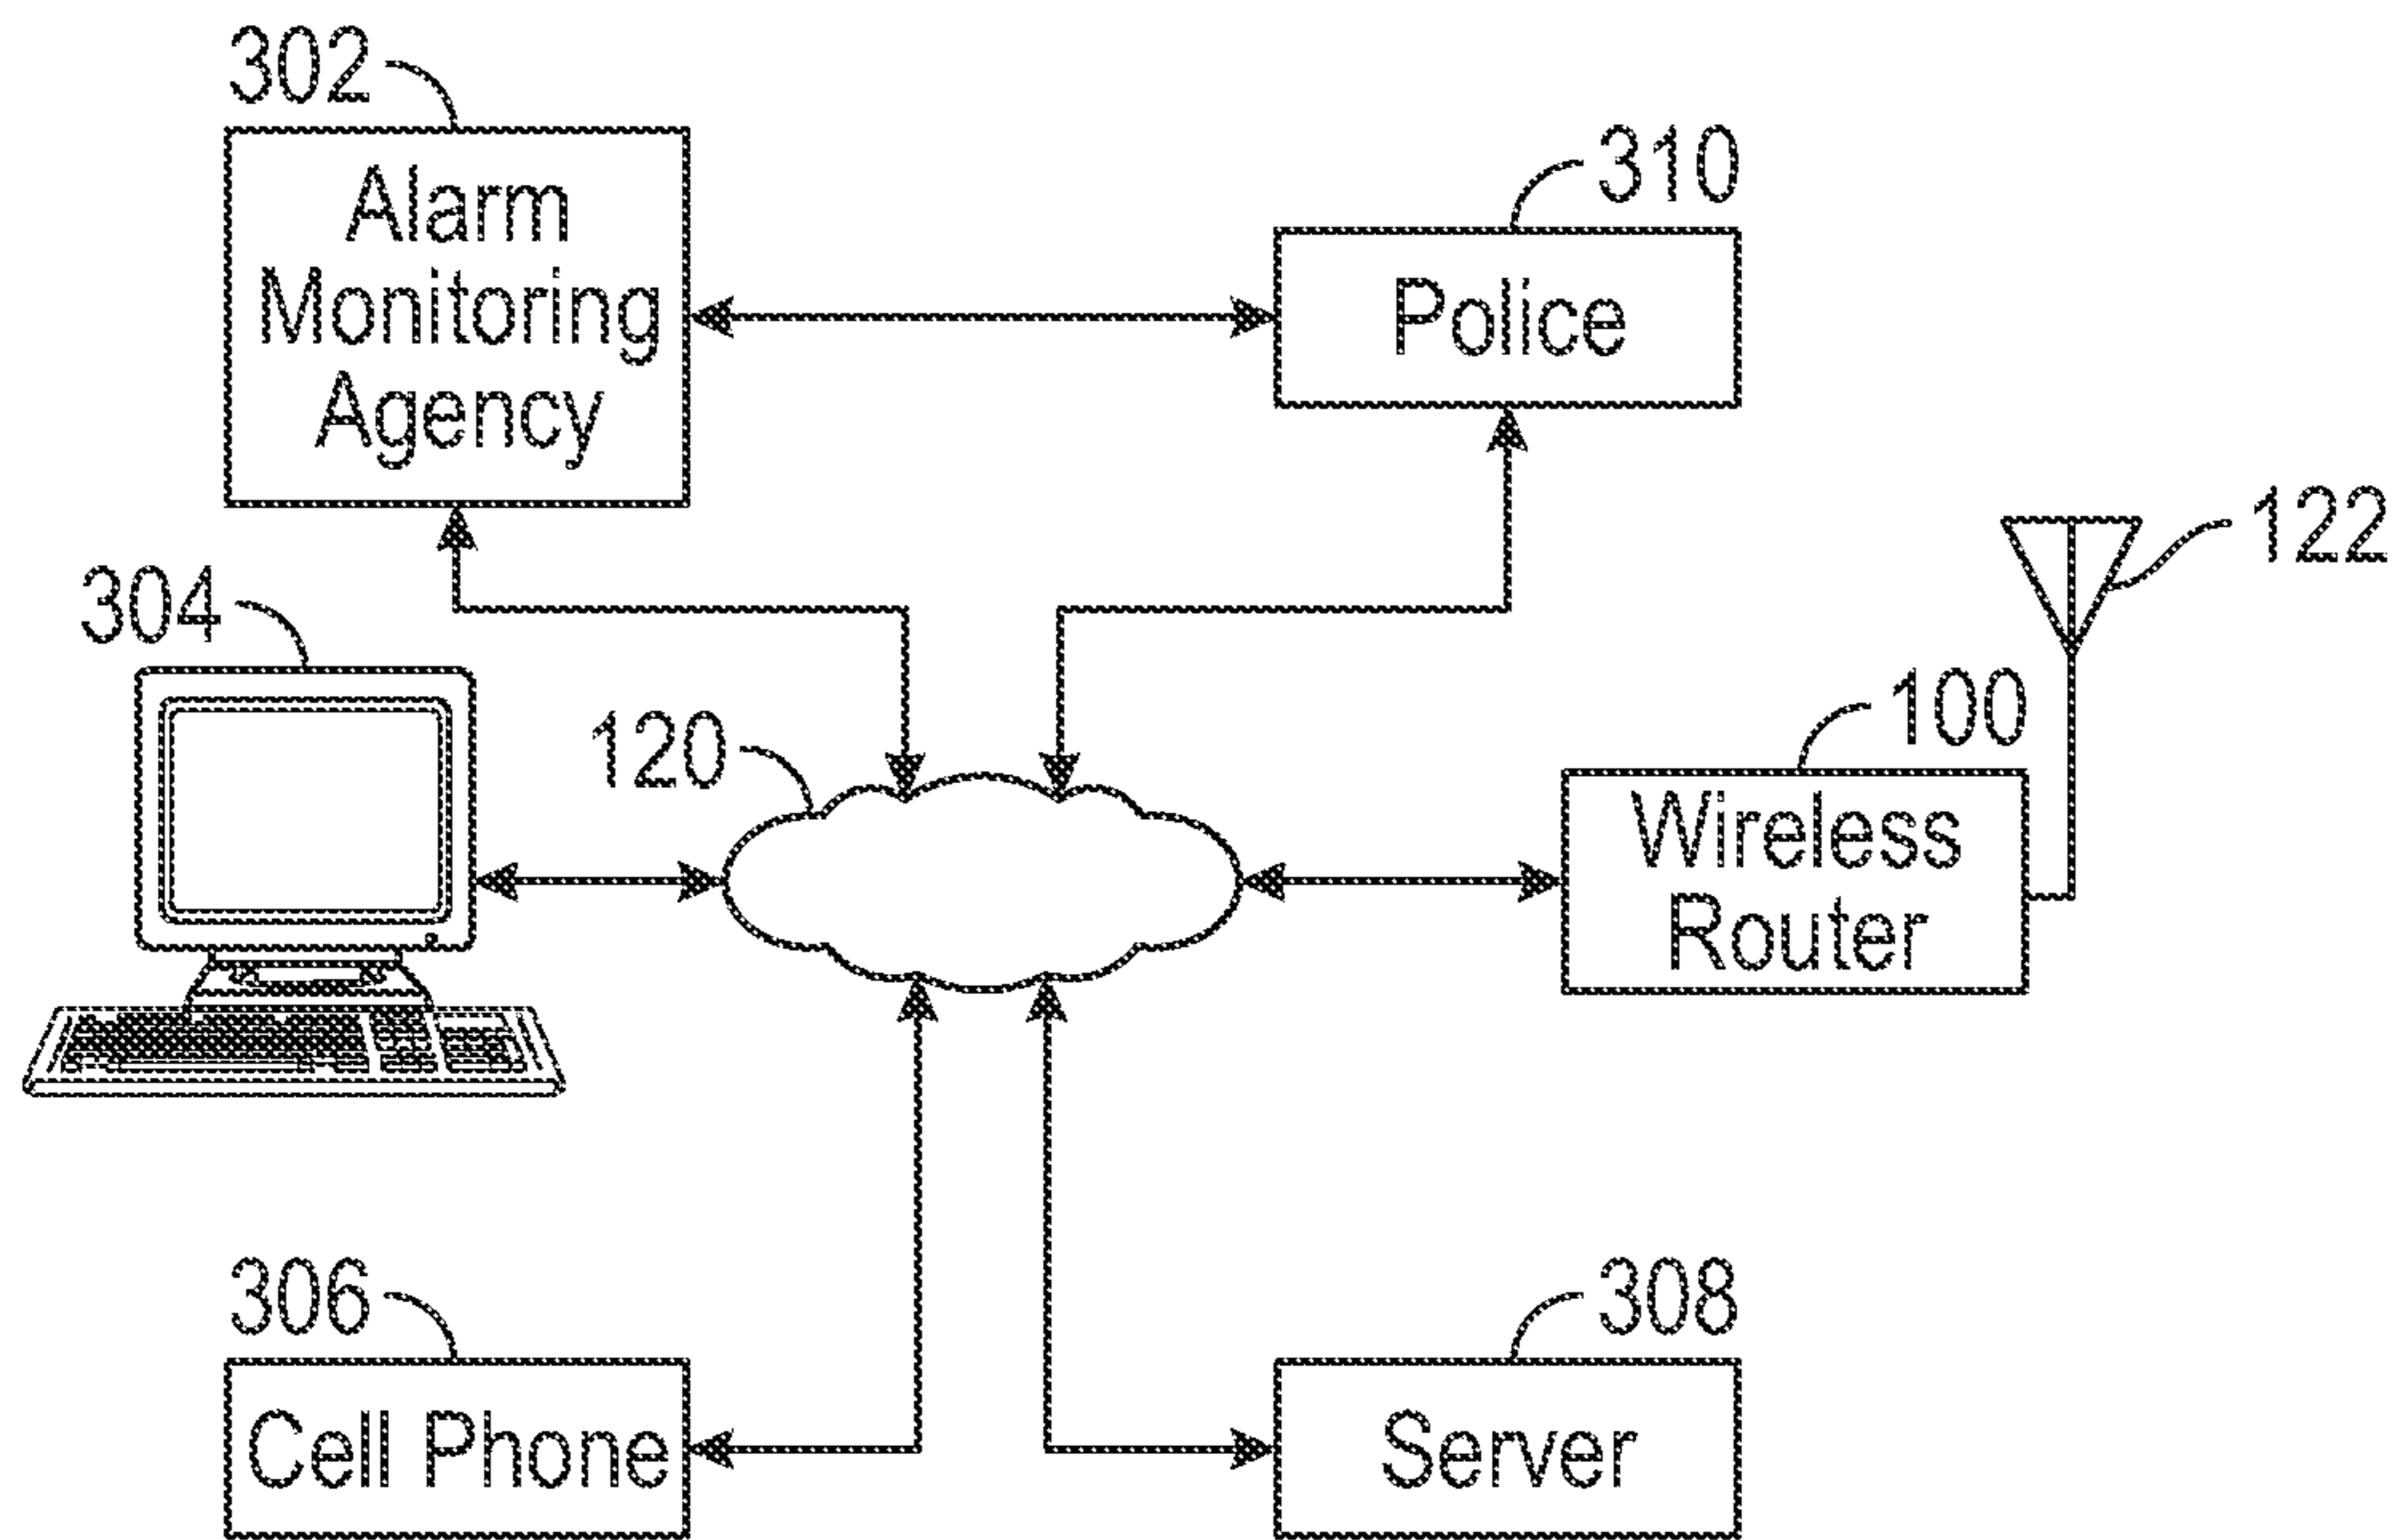 302
Alarm
Monitoring
Agency
310
Police
122
304
120
100
Wireless
Router
306
Cell Phone
308
Server